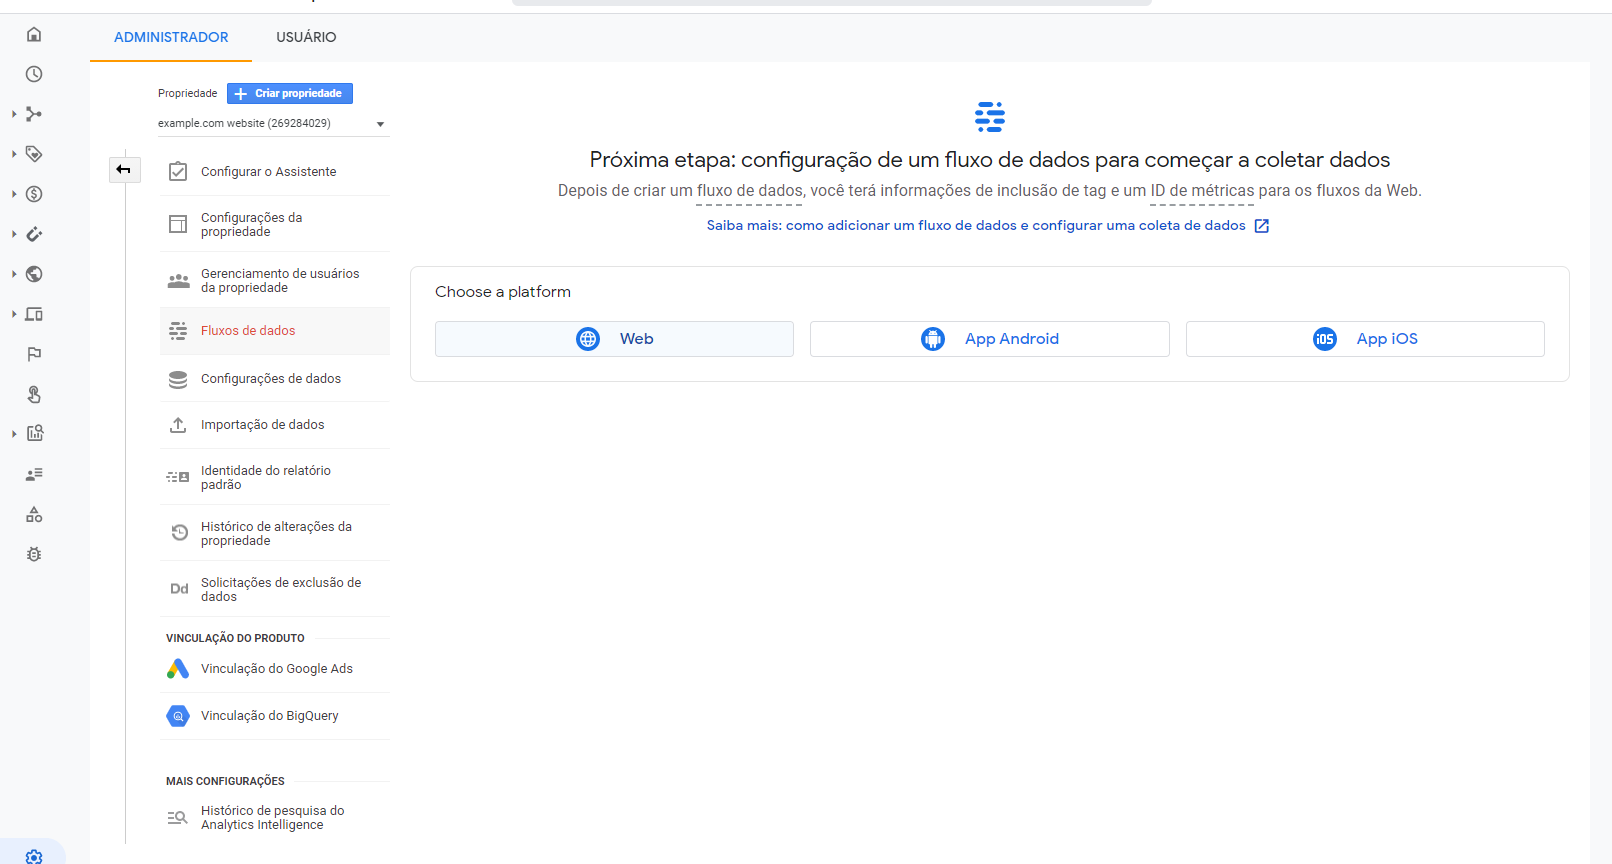 ADMINISTRADOR
USUÁRIO
Propriedade
Criar propriedade
example.com website (269284029)
Configurar o Assistente
Configurações da
propriedade
Gerenciamento de usuários
da propriedade
Fluxos de dados
Configurações de dados
Importação de dados
Identidade do relatório
padrão
Histórico de alterações da
propriedade
Dd
Solicitações de exclusão de
dados
VINCULAÇÃO DO PRODUTO
Vinculação do Google Ads
Vinculação do BigQuery
MAIS CONFIGURAÇÕES
Histórico de pesquisa do
Analytics Intelligence
Próxima etapa: configuração de um fluxo de dados para começar a coletar dados
Depois de criar um fluxo de dados, você terá informações de inclusão de tag e um ID de métricas para os fluxos da Web.
Saiba mais: como adicionar um fluxo de dados e configurar uma coleta de dados
Choose a platform
Web
App Android
iOS
App iOS